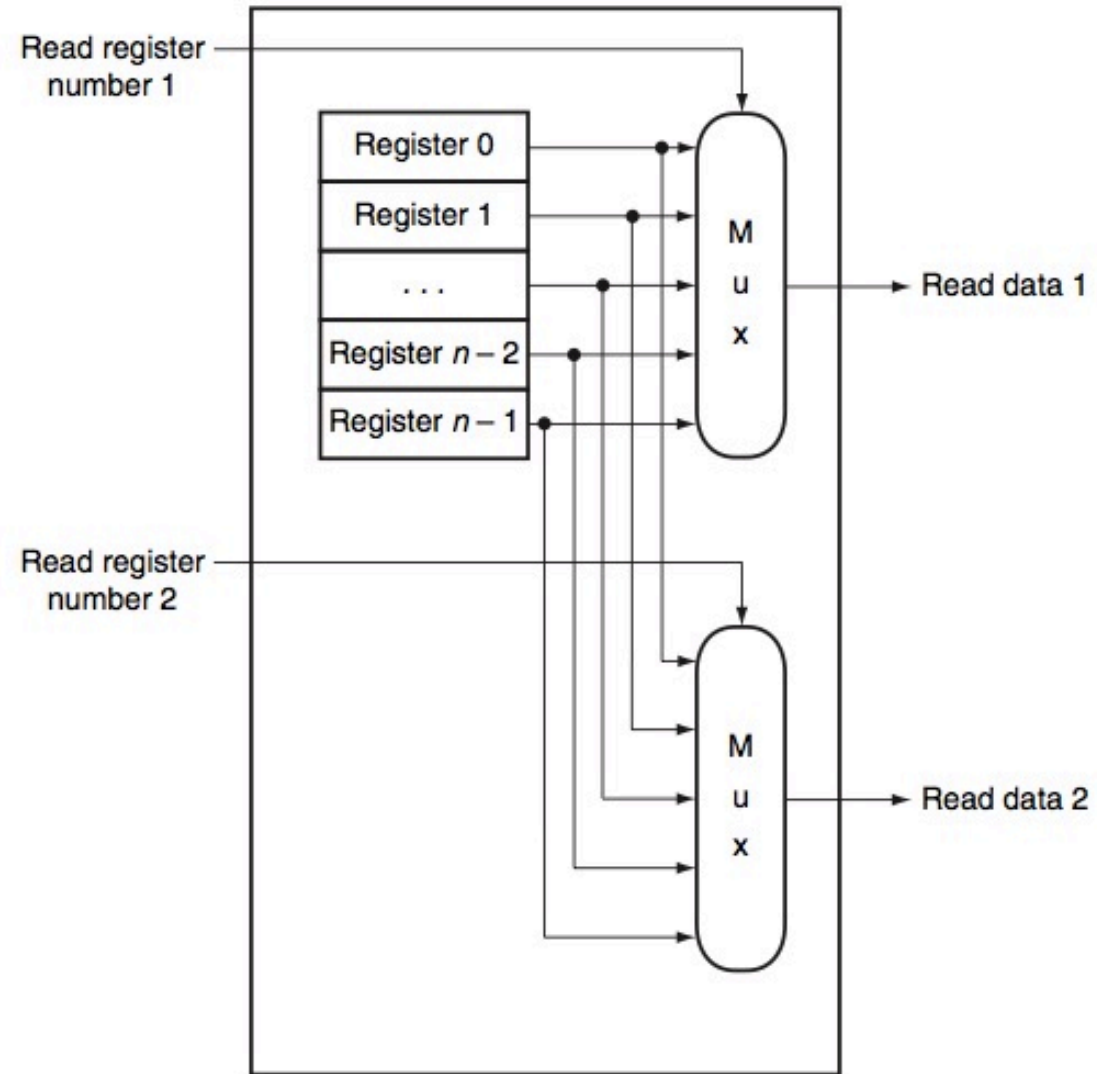 Read register
number 1
Register 0
Register 1
. . .
Register n – 2
Register n – 1
M
u
x
Read data 1
Read register
number 2
M
u
x
Read data 2